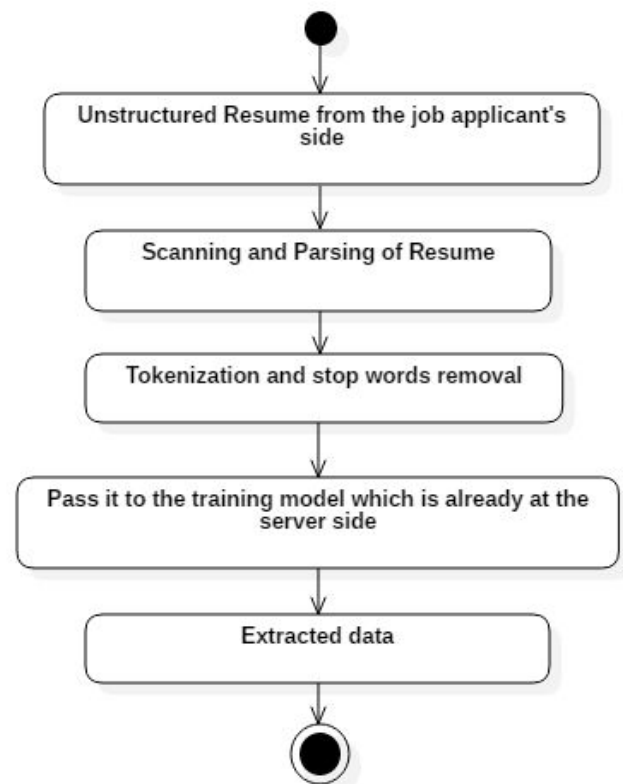 Unstructured Resume from the job applicant's
side
Scanning and Parsing of Resume
Tokenization and stop words removal
Pass it to the training model which is already at the
server side
Extracted data